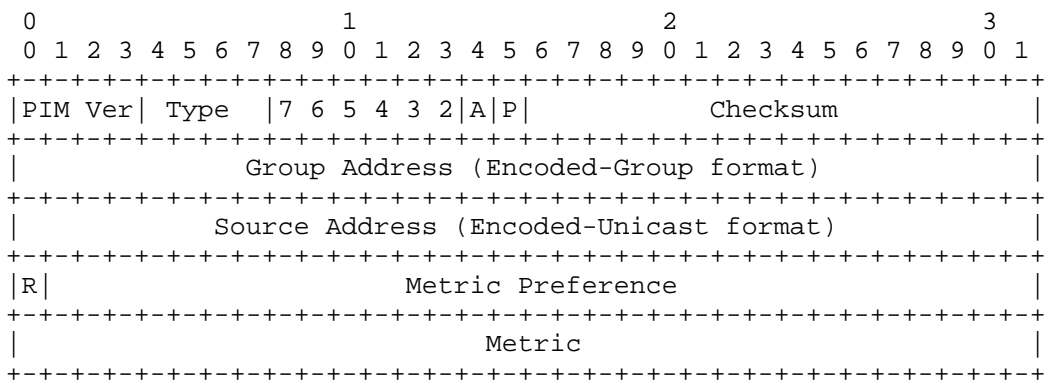 0                   1                   2                   3
 0 1 2 3 4 5 6 7 8 9 0 1 2 3 4 5 6 7 8 9 0 1 2 3 4 5 6 7 8 9 0 1
+-+-+-+-+-+-+-+-+-+-+-+-+-+-+-+-+-+-+-+-+-+-+-+-+-+-+-+-+-+-+-+-+
|PIM Ver| Type  |7 6 5 4 3 2|A|P|           Checksum            |
+-+-+-+-+-+-+-+-+-+-+-+-+-+-+-+-+-+-+-+-+-+-+-+-+-+-+-+-+-+-+-+-+
|              Group Address (Encoded-Group format)             |
+-+-+-+-+-+-+-+-+-+-+-+-+-+-+-+-+-+-+-+-+-+-+-+-+-+-+-+-+-+-+-+-+
|            Source Address (Encoded-Unicast format)            |
+-+-+-+-+-+-+-+-+-+-+-+-+-+-+-+-+-+-+-+-+-+-+-+-+-+-+-+-+-+-+-+-+
|R|                      Metric Preference                      |
+-+-+-+-+-+-+-+-+-+-+-+-+-+-+-+-+-+-+-+-+-+-+-+-+-+-+-+-+-+-+-+-+
|                             Metric                            |
+-+-+-+-+-+-+-+-+-+-+-+-+-+-+-+-+-+-+-+-+-+-+-+-+-+-+-+-+-+-+-+-+